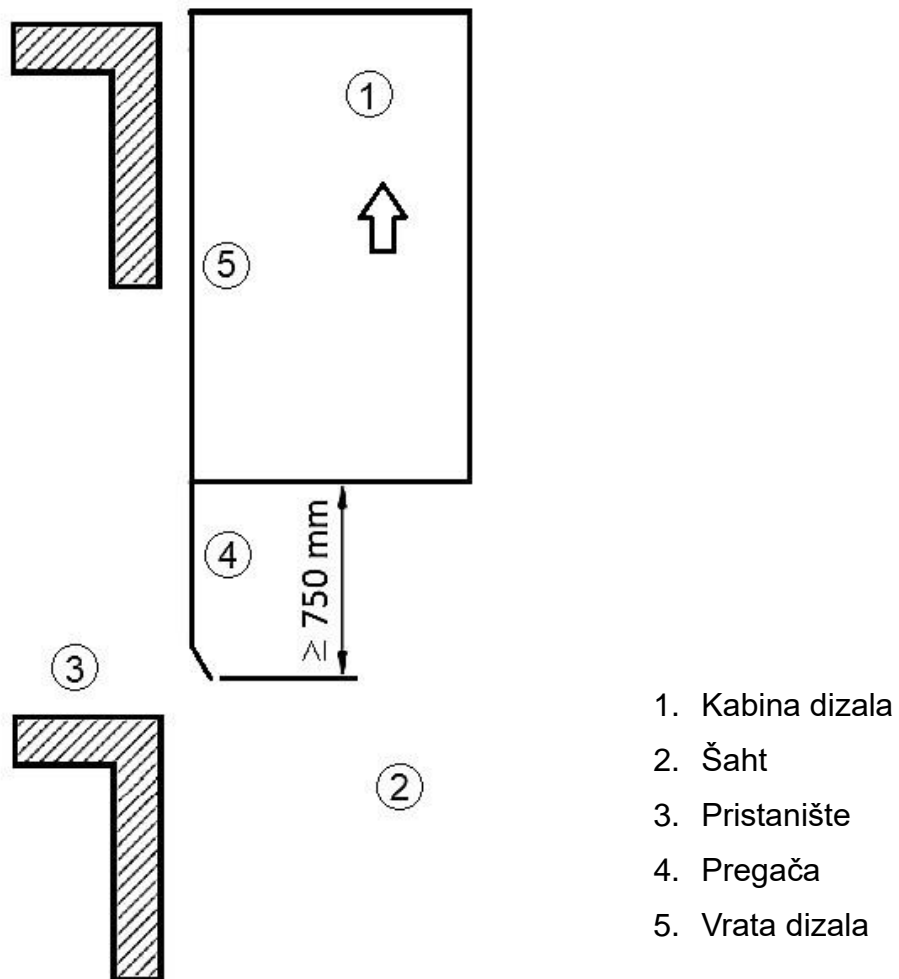 1
5
4
≥ 750 mm
3
2
1. Kabina dizala
2. Šaht
3. Pristanište
4. Pregača
5. Vrata dizala